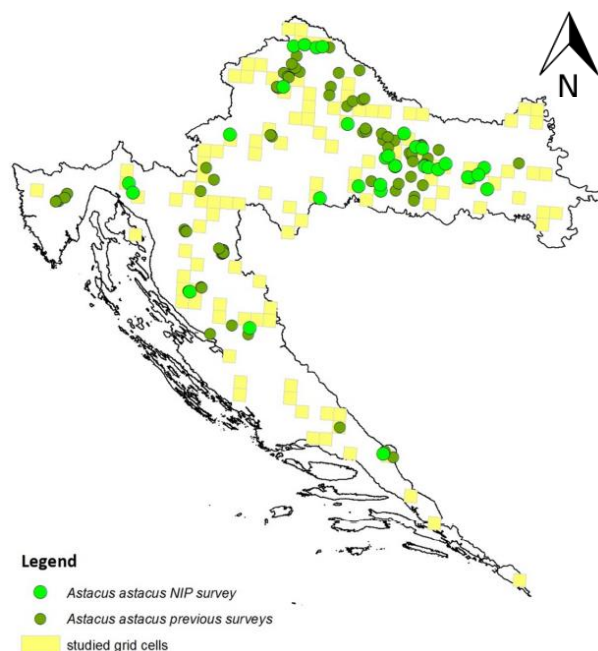 N
Legend
Astacus astacus NIP survey
Astacus astacus previous surveys
studied grid cells